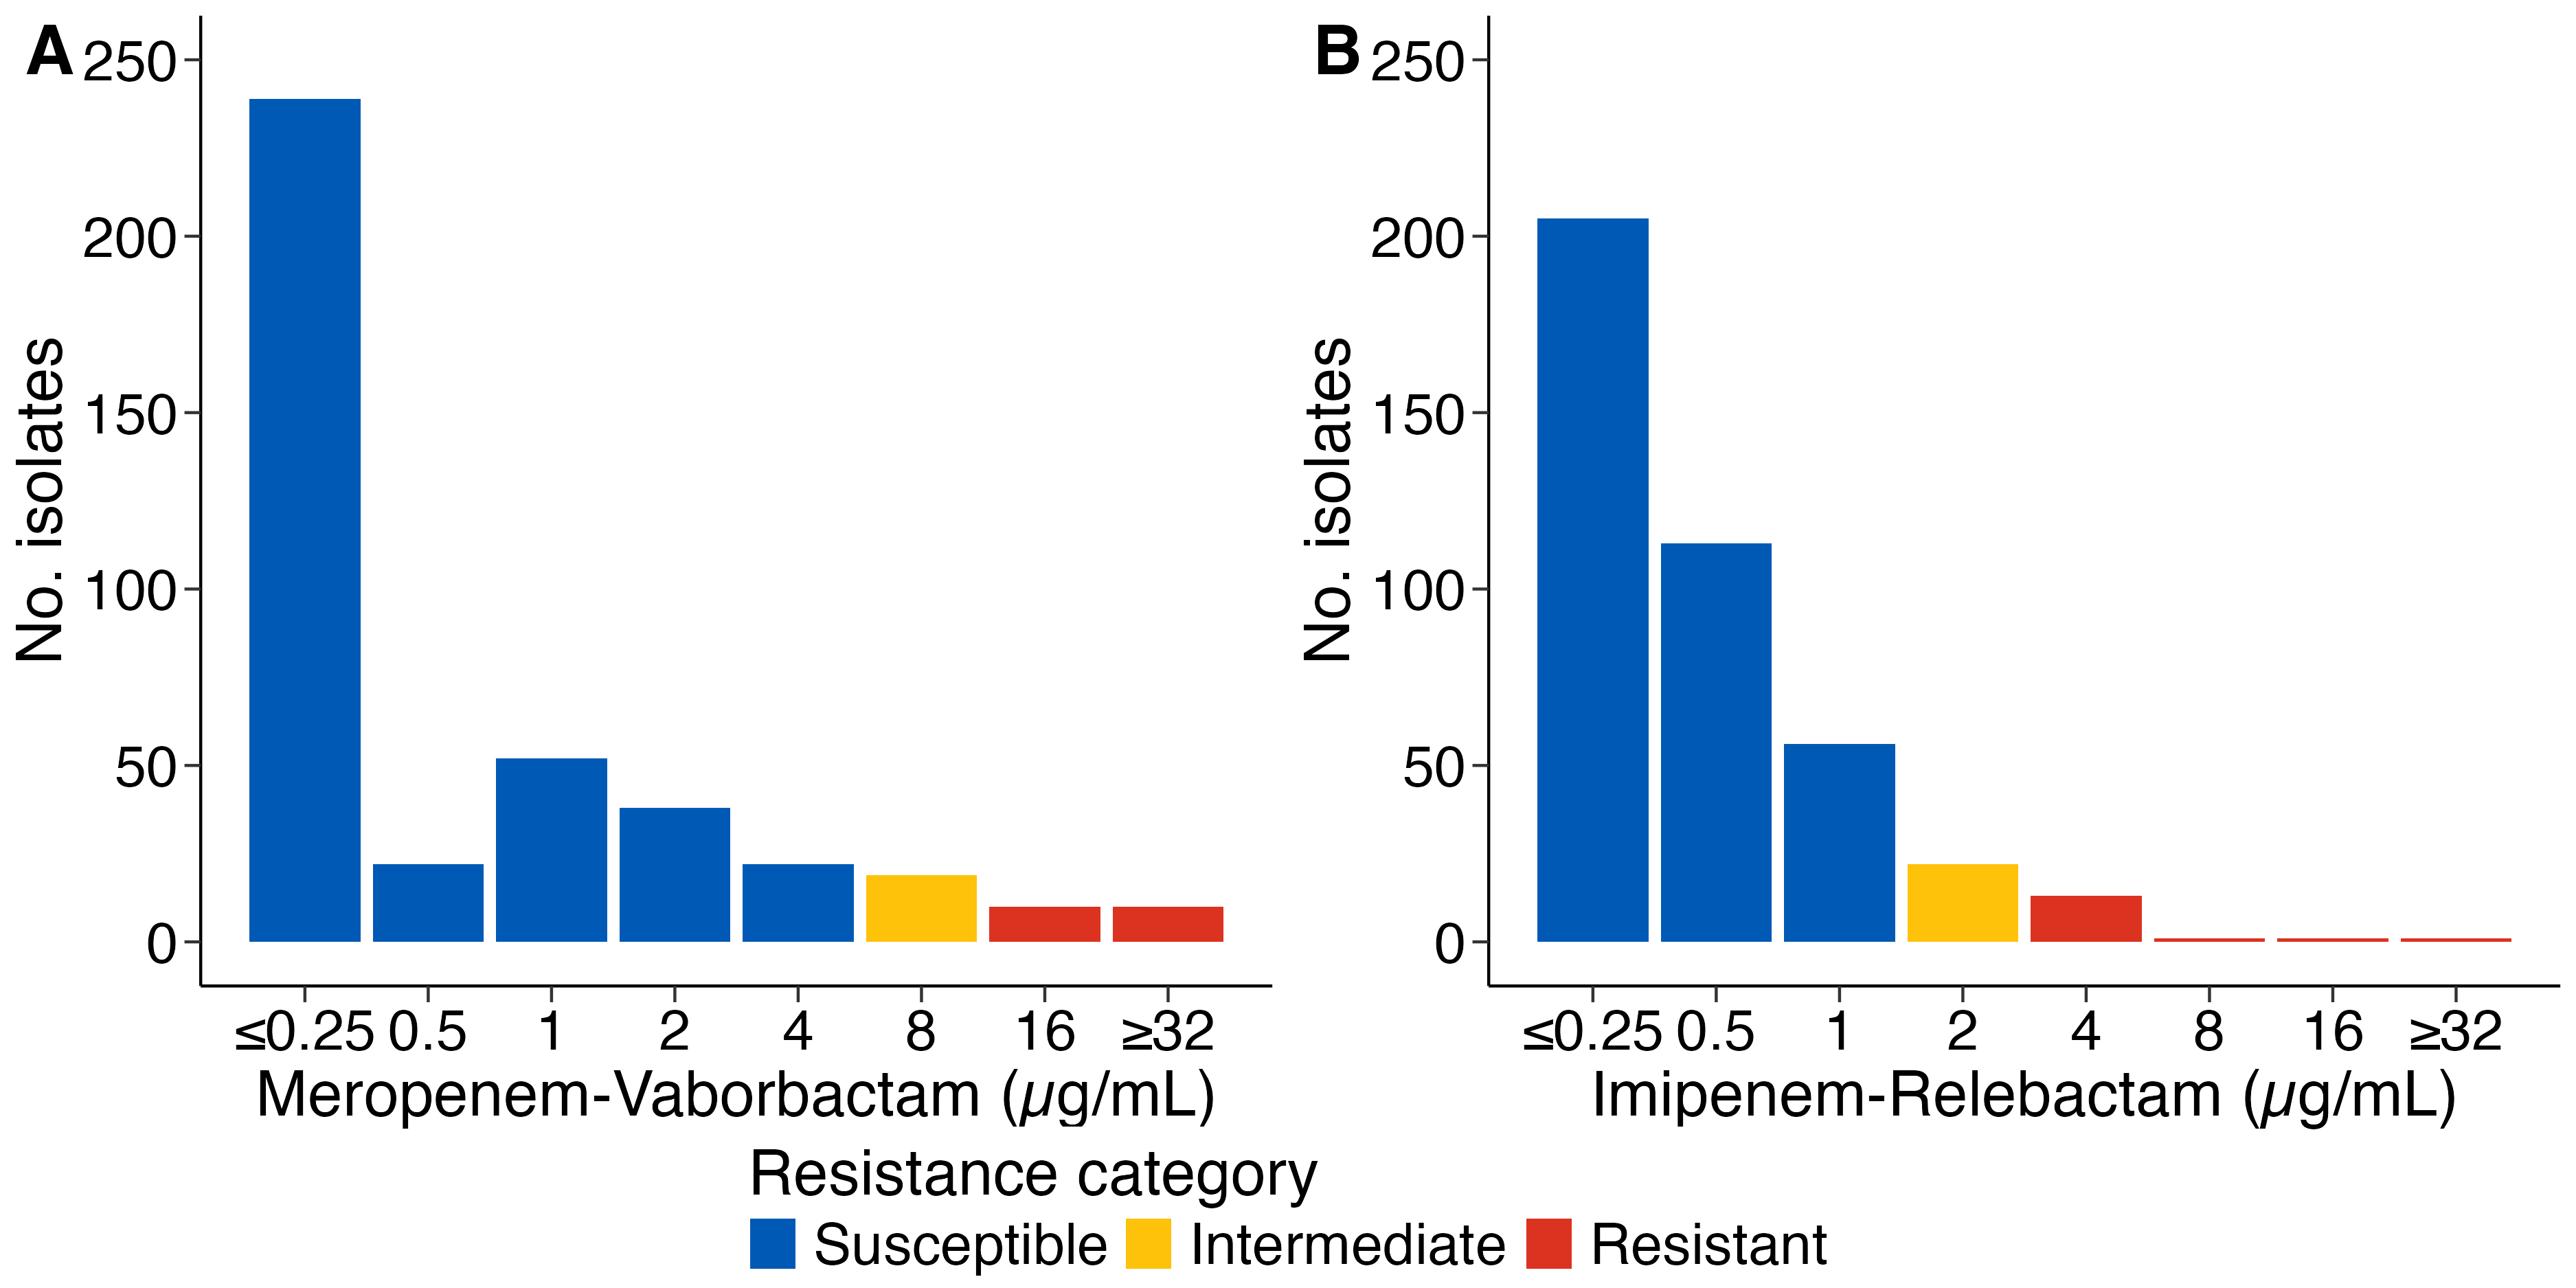 A
250
200
150
100
50
0
No. isolates
≤0.25 0.5 1 2 4 8 16 ≥32
Meropenem-Vaborbactam (µg/mL)
B
250
200
150
100
50
0
No. isolates
≤0.25 0.5 1 2 4 8 16 ≥32
Imipenem-Relebactam (µg/mL)
Resistance category
Susceptible Intermediate Resistant